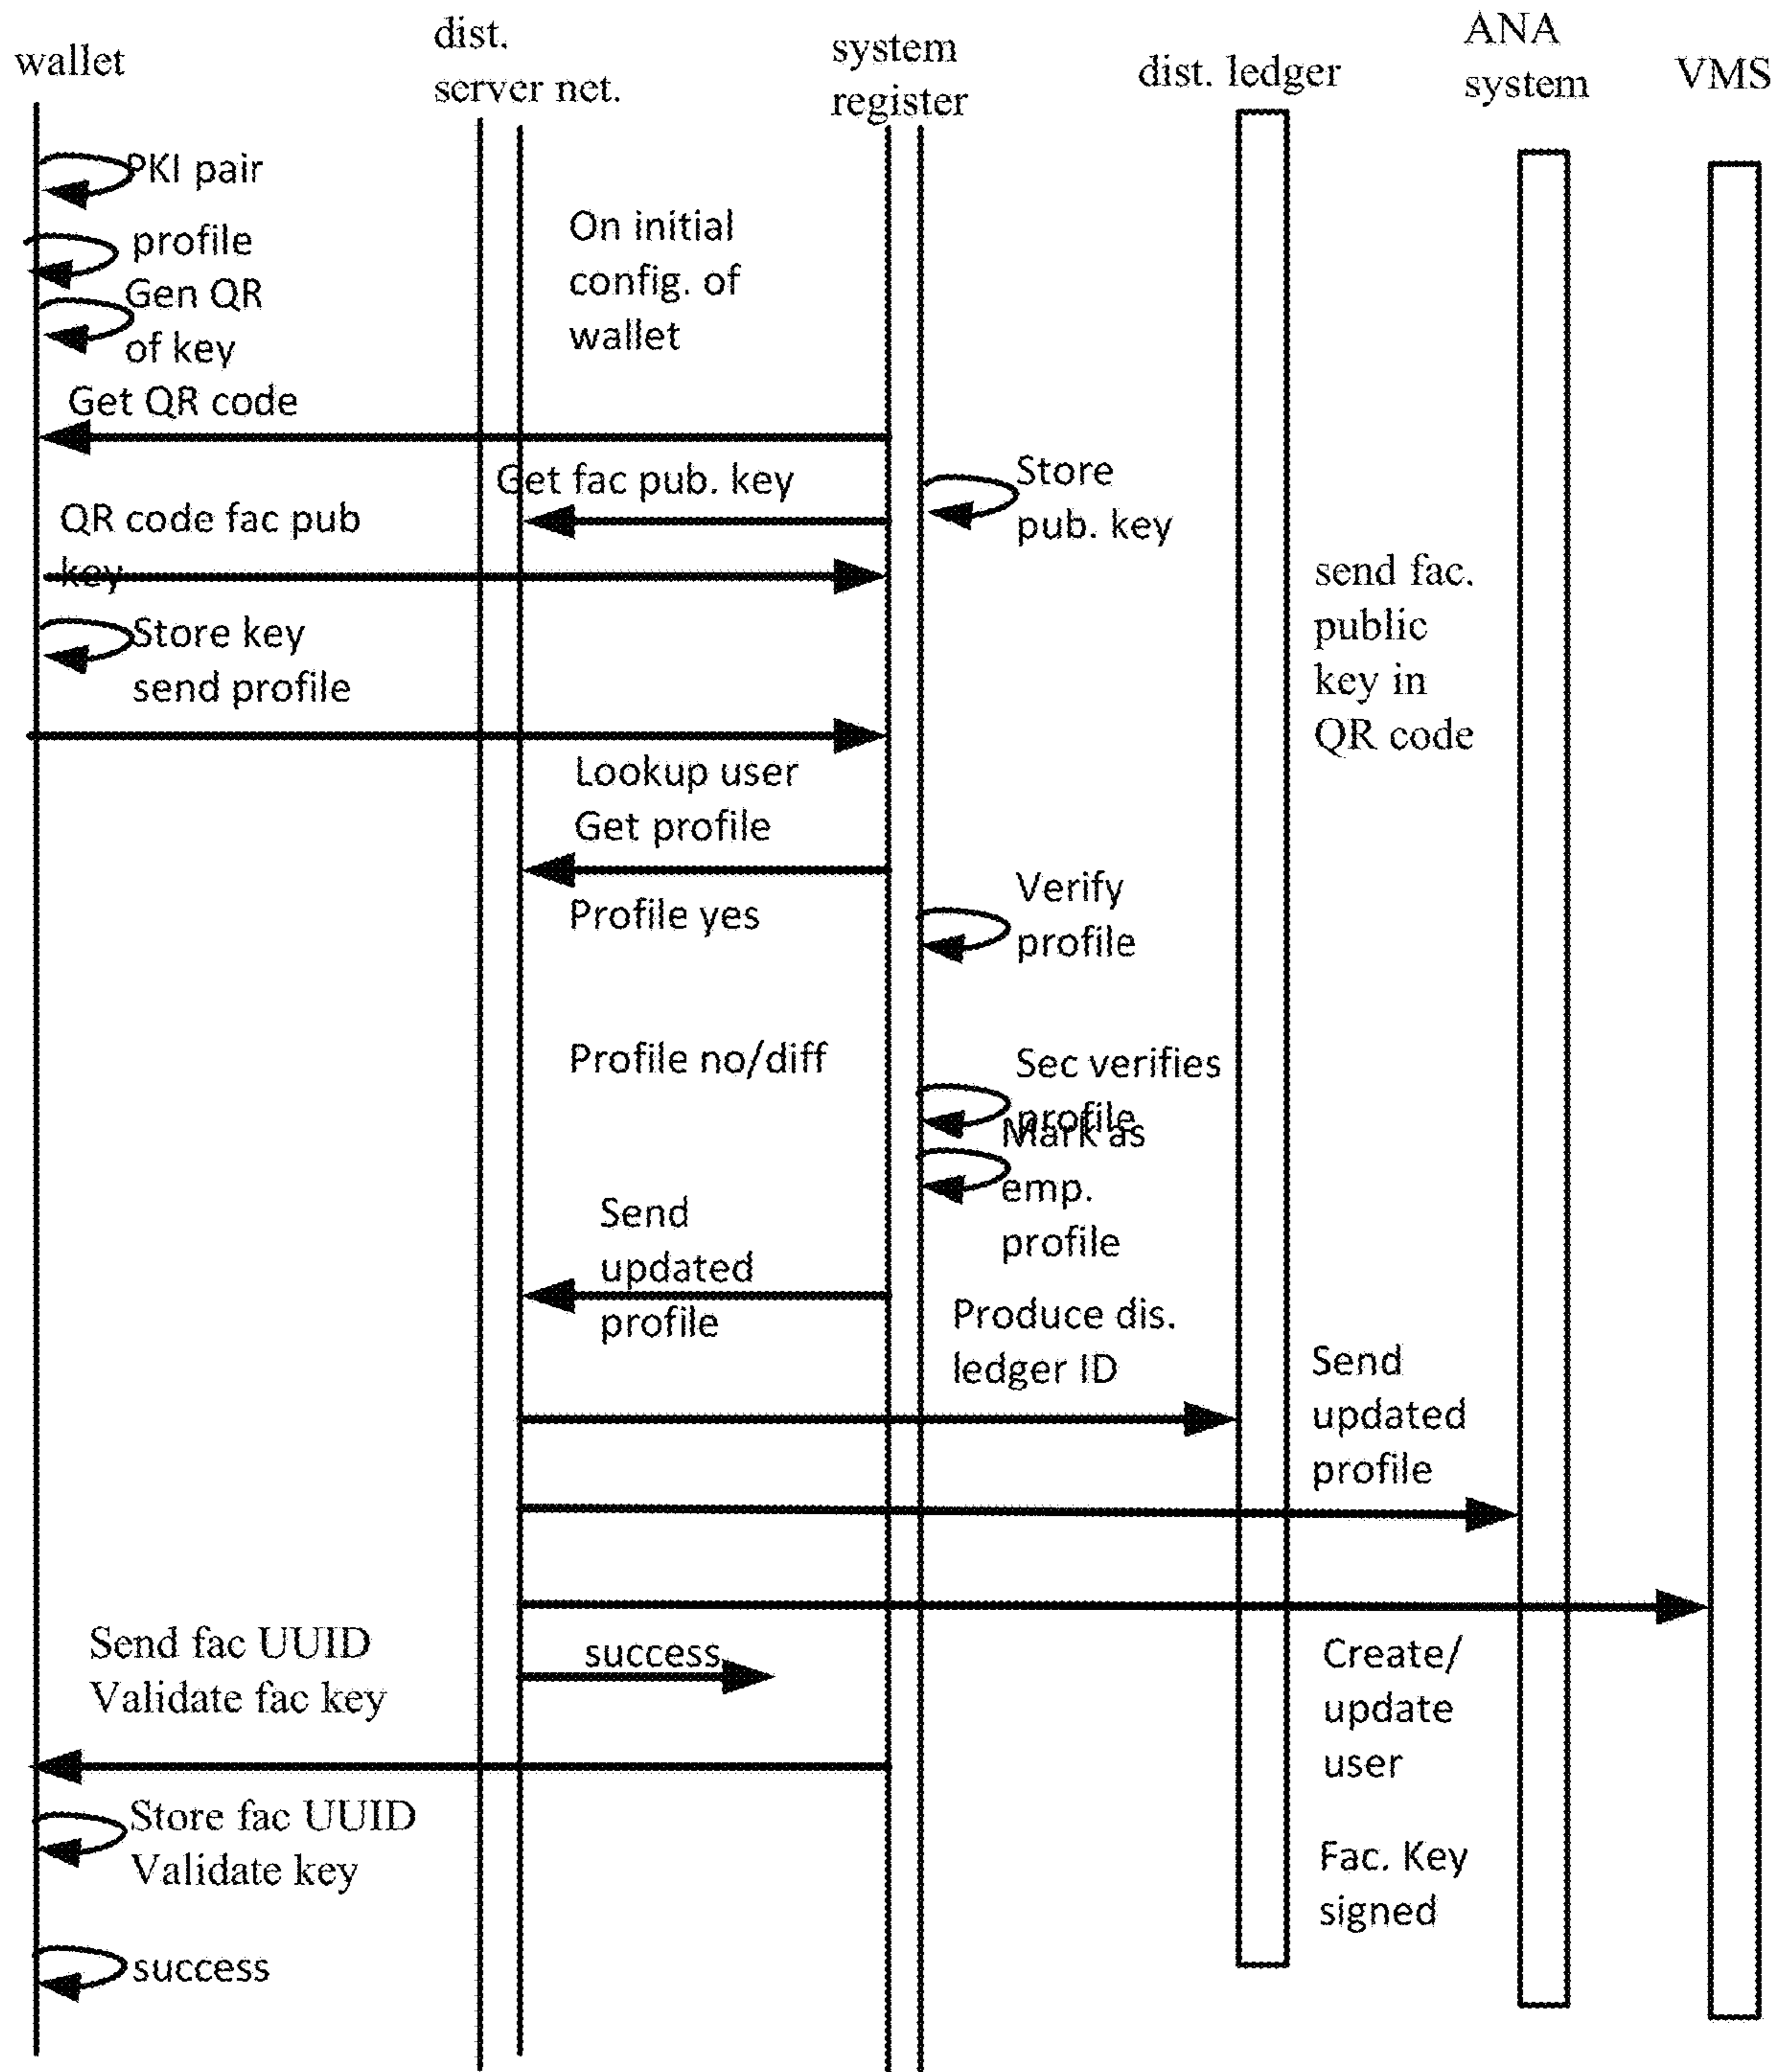 wallet
dist.
server net.
system
register
dist. ledger
ANA
system
VMS
PKI pair
profile
Gen QR
of key
On initial
config. of
wallet
Get QR code
Get fac pub. key
Store
pub. key
QR code fac pub
key
send fac.
public
key in
QR code
Store key
send profile
Lookup user
Get profile
Profile yes
Verify
profile
Profile no/diff
Sec verifies
profile
Mark as
emp.
profile
Send
updated
profile
Produce dis.
ledger ID
Send
updated
profile
Send fac UUID
Validate fac key
success
Create/
update
user
Store fac UUID
Validate key
Fac. Key
signed
success